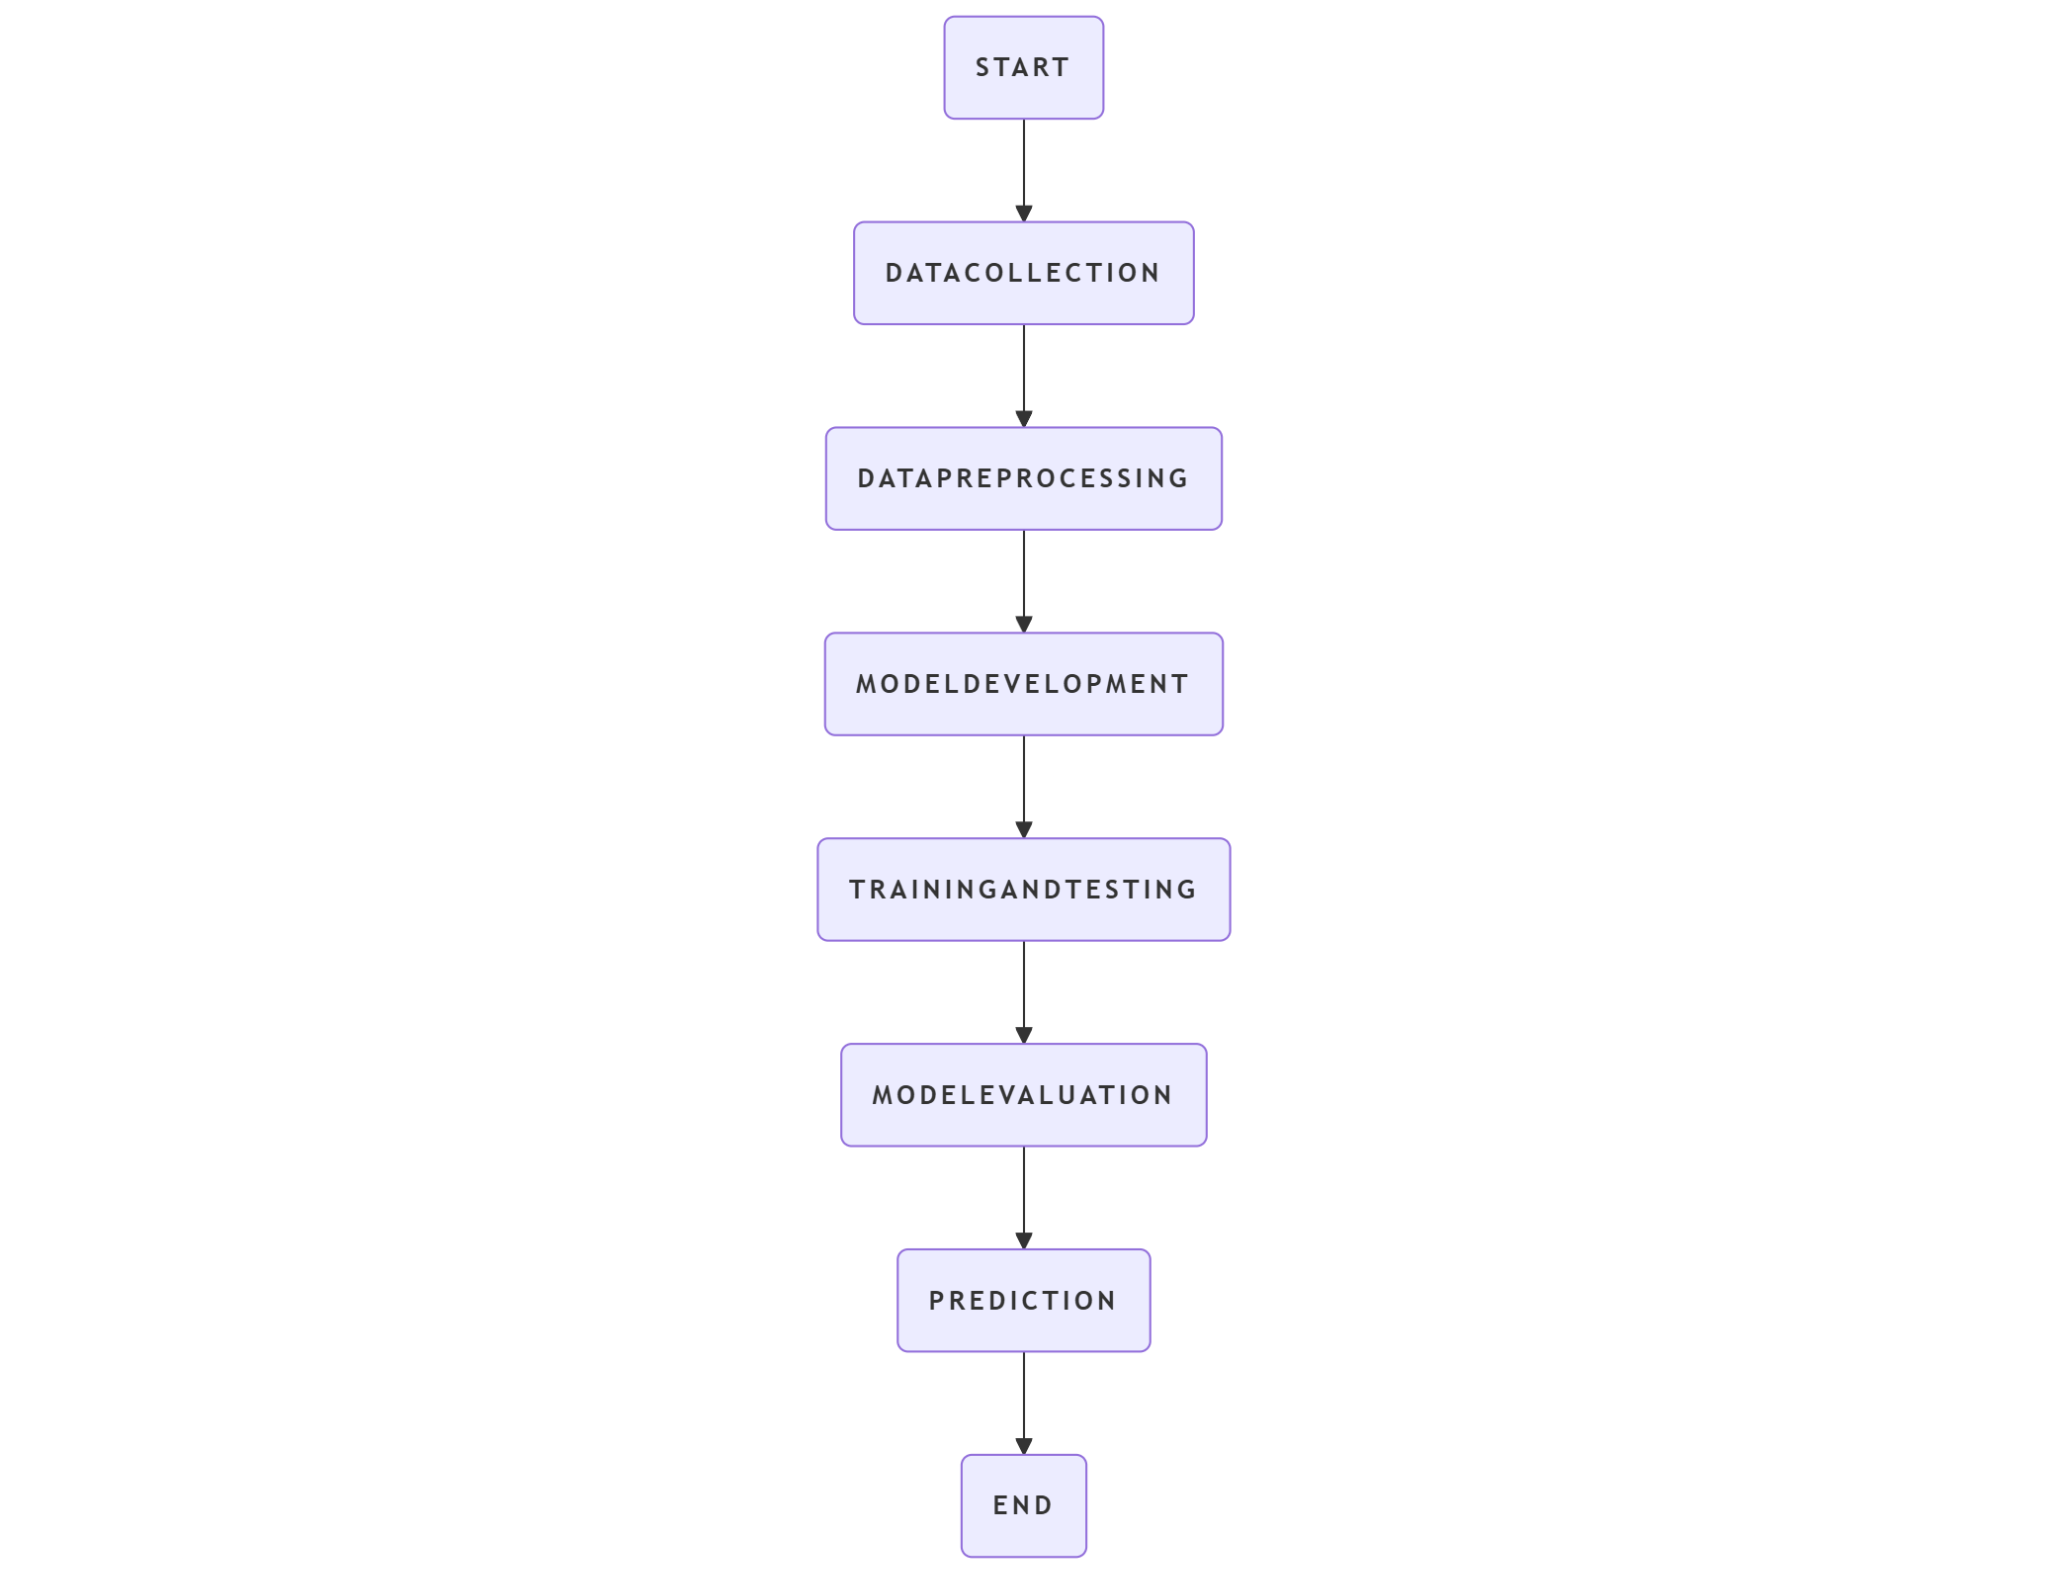 START
DATACOLLECTION
DATAPREPROCESSING
MODELDEVELOPMENT
TRAININGANDTESTING
MODELEVALUATION
PREDICTION
END